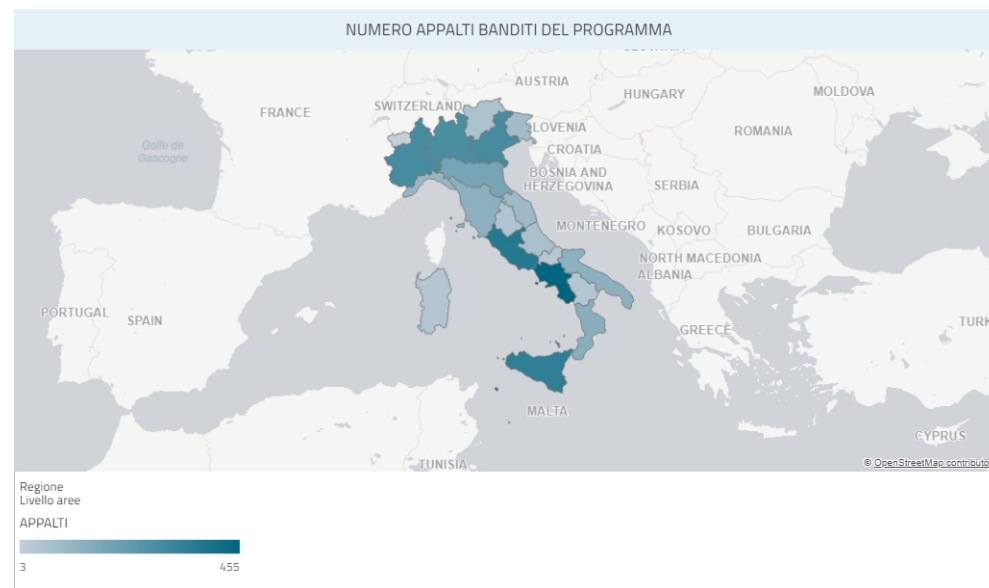 NUMERO APPALTI BANDITI DEL PROGRAMMA
AUSTRIA
MOLDOVA
HUNGARY
SWITZERLAND
FRANCE
SLOVENIA
ROMANIA
Golfe de
Gascogne
CROATIA
BOSNIA AND
HERZEGOVINA
SERBIA
MONTENEGRO
KOSOVO
BULGARIA
NORTH MACEDONIA
ALBANIA
PORTUGAL
SPAIN
TURK
GREECE
MALTA
CYPRUS
TUNISIA
© OpenStreetMap contributo
Regione
Livello aree
APPALTI
3 455